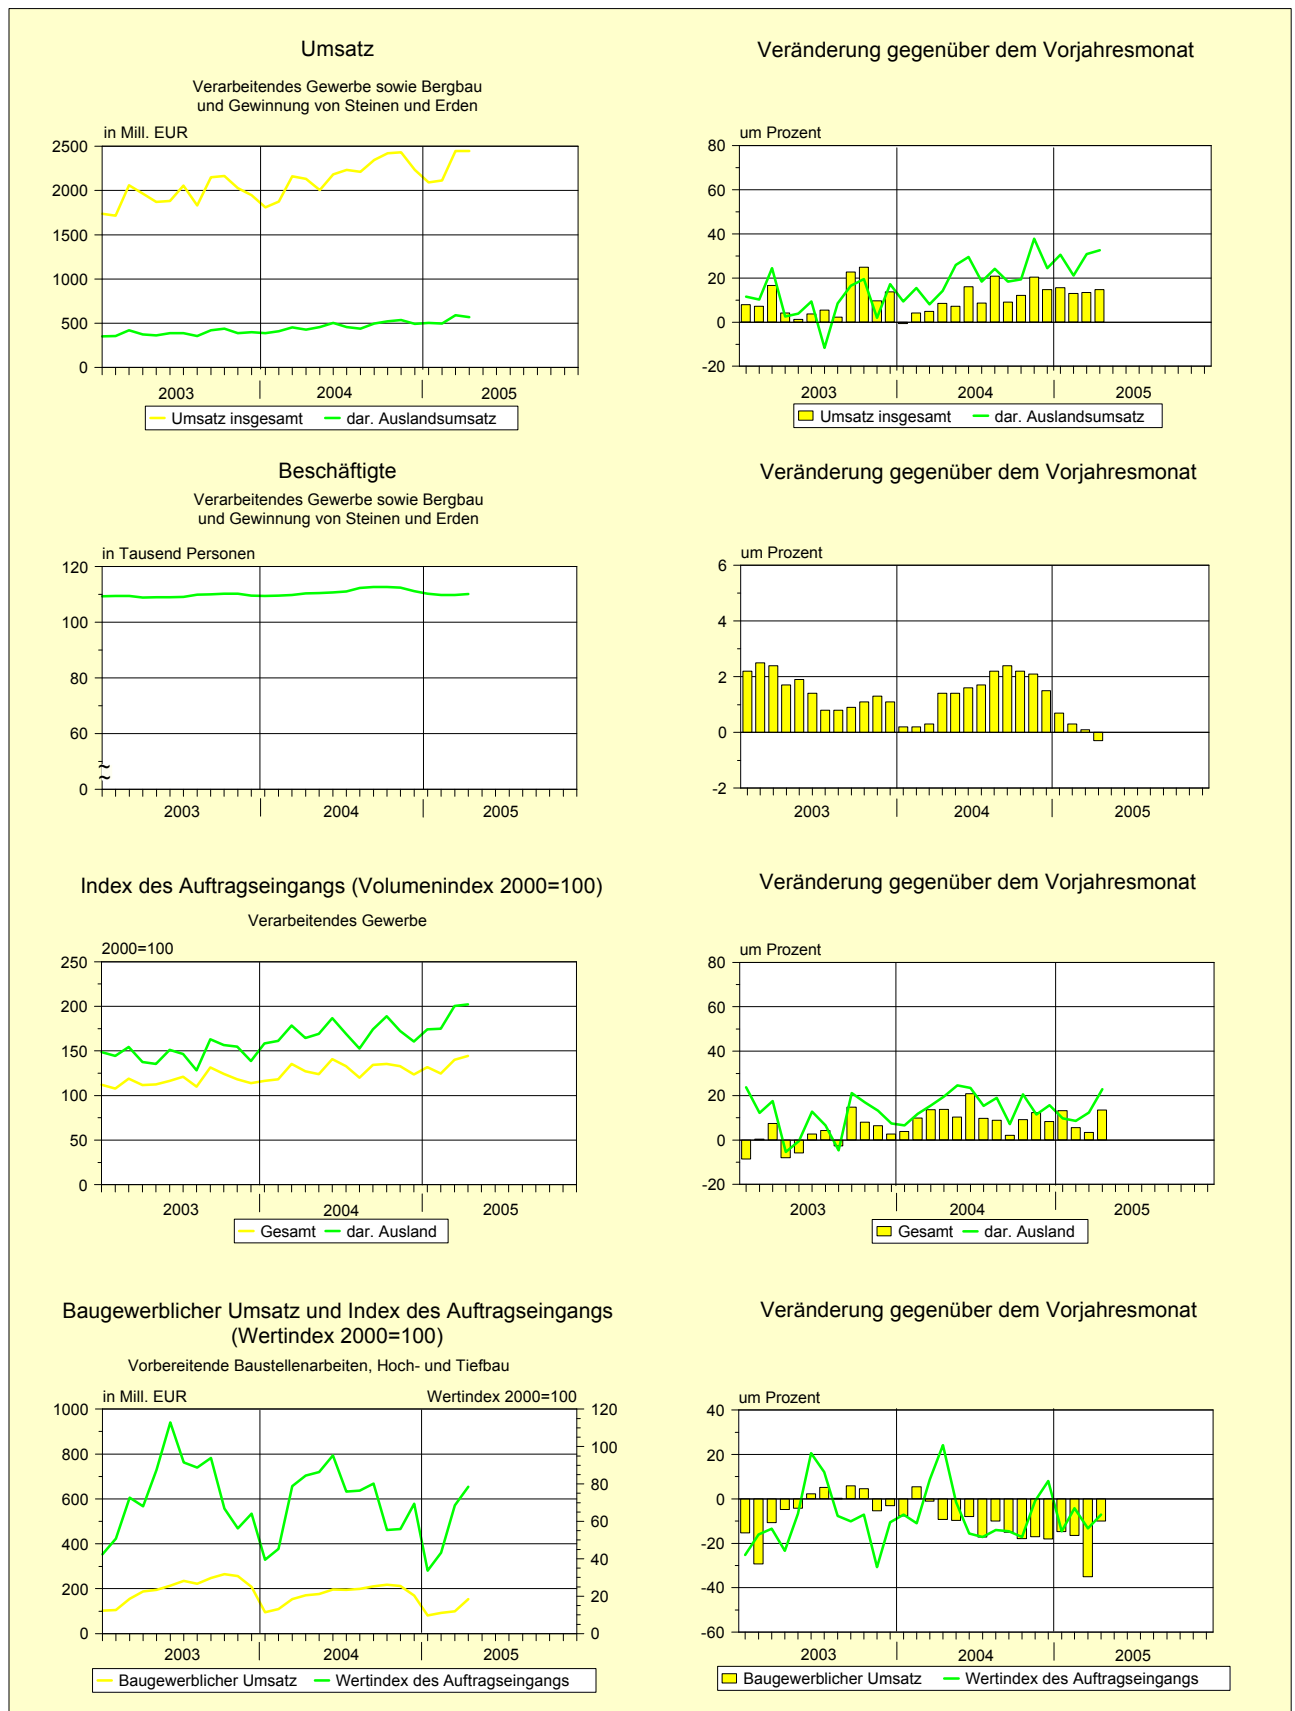 Umsatz
Verarbeitendes Gewerbe sowie Bergbau
und Gewinnung von Steinen und Erden
in Mill. EUR
2500
2000
1500
1000
500
0
2003
2004
2005
Umsatz insgesamt
dar. Auslandsumsatz
Veränderung gegenüber dem Vorjahresmonat
um Prozent
80
60
40
20
0
-20
2003
2004
2005
Umsatz insgesamt
dar. Auslandsumsatz
Beschäftigte
Verarbeitendes Gewerbe sowie Bergbau
und Gewinnung von Steinen und Erden
in Tausend Personen
120
100
80
60
0
2003
2004
2005
Veränderung gegenüber dem Vorjahresmonat
um Prozent
6
4
2
0
-2
2003
2004
2005
Index des Auftragseingangs (Volumenindex 2000=100)
Verarbeitendes Gewerbe
2000=100
250
200
150
100
50
0
2003
2004
2005
Gesamt
dar. Ausland
Veränderung gegenüber dem Vorjahresmonat
um Prozent
80
60
40
20
0
-20
2003
2004
2005
Gesamt
dar. Ausland
Baugewerblicher Umsatz und Index des Auftragseingangs
(Wertindex 2000=100)
Vorbereitende Baustellenarbeiten, Hoch- und Tiefbau
in Mill. EUR
Wertindex 2000=100
1000
800
600
400
200
0
120
100
80
60
40
20
0
2003
2004
2005
Baugewerblicher Umsatz
Wertindex des Auftragseingangs
Veränderung gegenüber dem Vorjahresmonat
um Prozent
40
20
0
-20
-40
-60
2003
2004
2005
Baugewerblicher Umsatz
Wertindex des Auftragseingangs